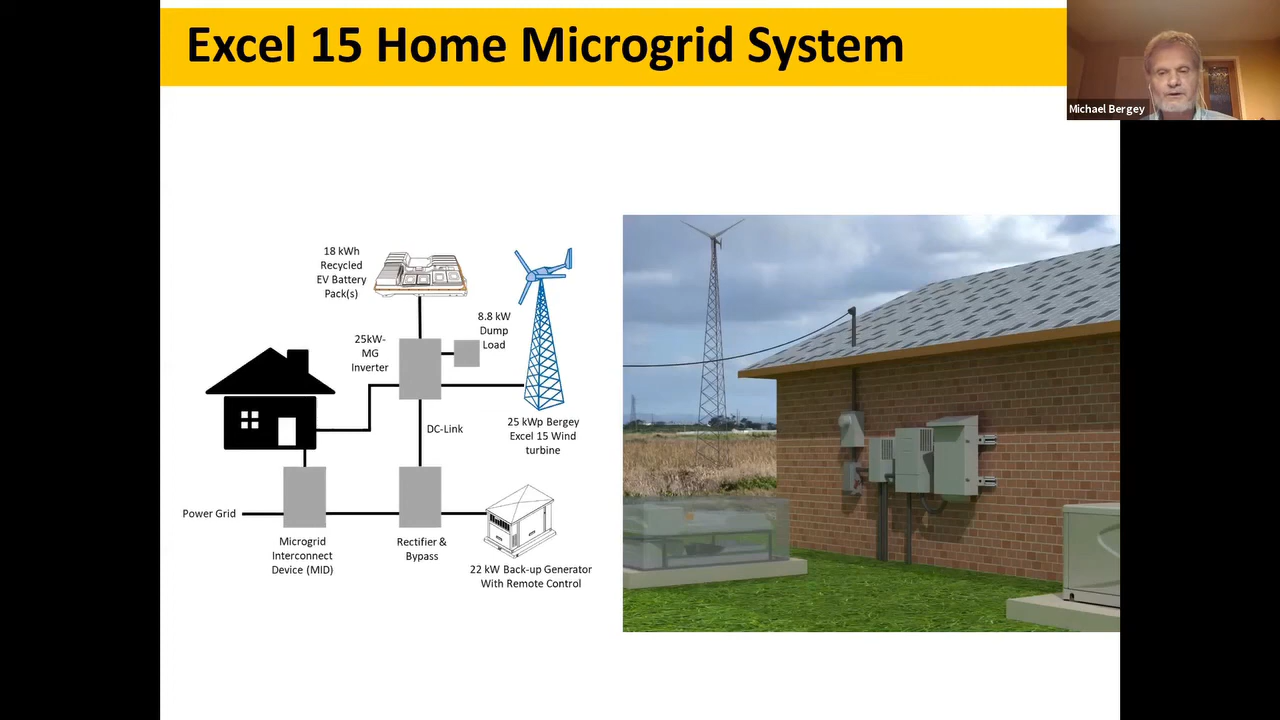 Excel 15 Home Microgrid System
Michael Bergey
18 kWh
Recycled
EV Battery
Pack(s)
8.8 kW
Dump
Load
25kW-
MG
Inverter
25 kWp Bergey
Excel 15 Wind
turbine
DC-Link
Power Grid
Microgrid
Interconnect
Device (MID)
Rectifier &
Bypass
22 kW Back-up Generator
With Remote Control